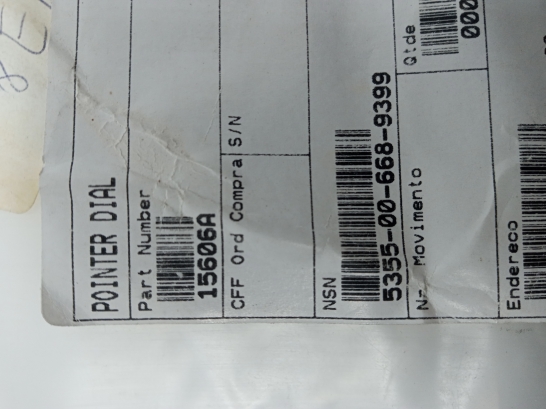 POINTER DIAL
Part Number
15606A
CFF Ord Compra S/N
NSN
5355-00-668-9399
Nº Movimento Qtde
000
Endereco